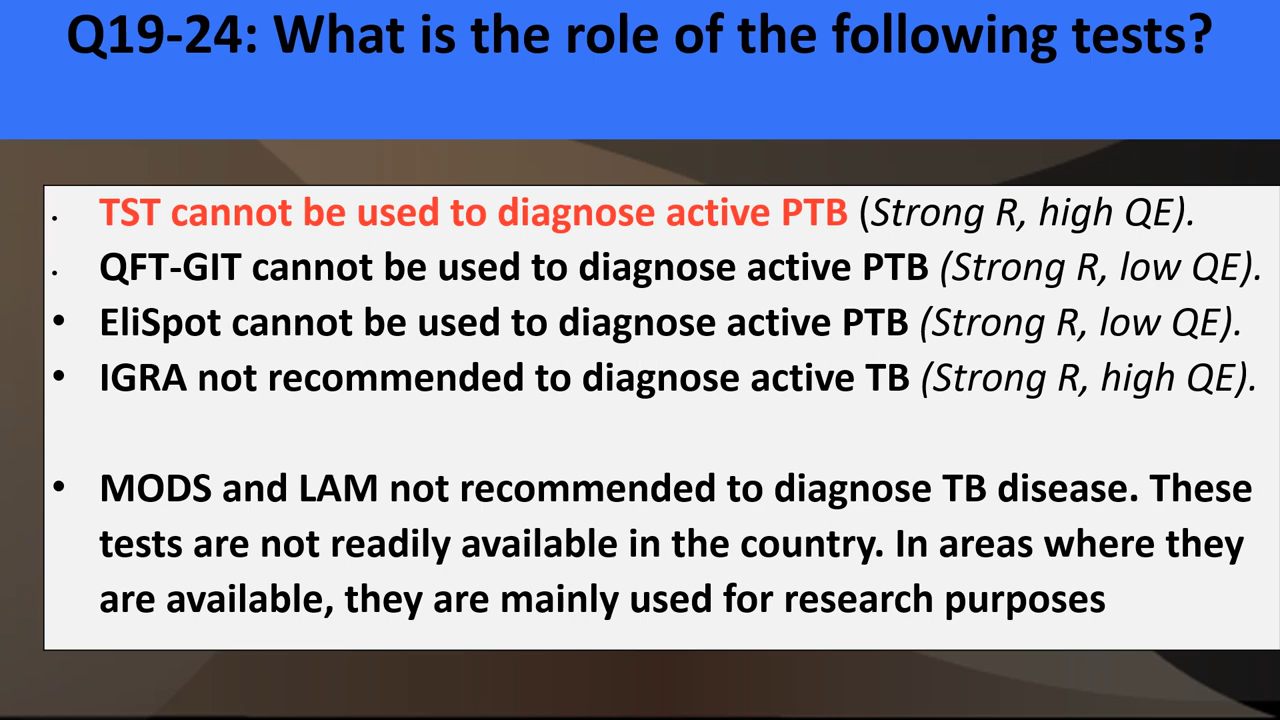 Q19-24: What is the role of the following tests?
• TST cannot be used to diagnose active PTB (Strong R, high QE).
• QFT-GIT cannot be used to diagnose active PTB (Strong R, low QE).
• EliSpot cannot be used to diagnose active PTB (Strong R, low QE).
• IGRA not recommended to diagnose active TB (Strong R, high QE).
• MODS and LAM not recommended to diagnose TB disease. These
tests are not readily available in the country. In areas where they
are available, they are mainly used for research purposes